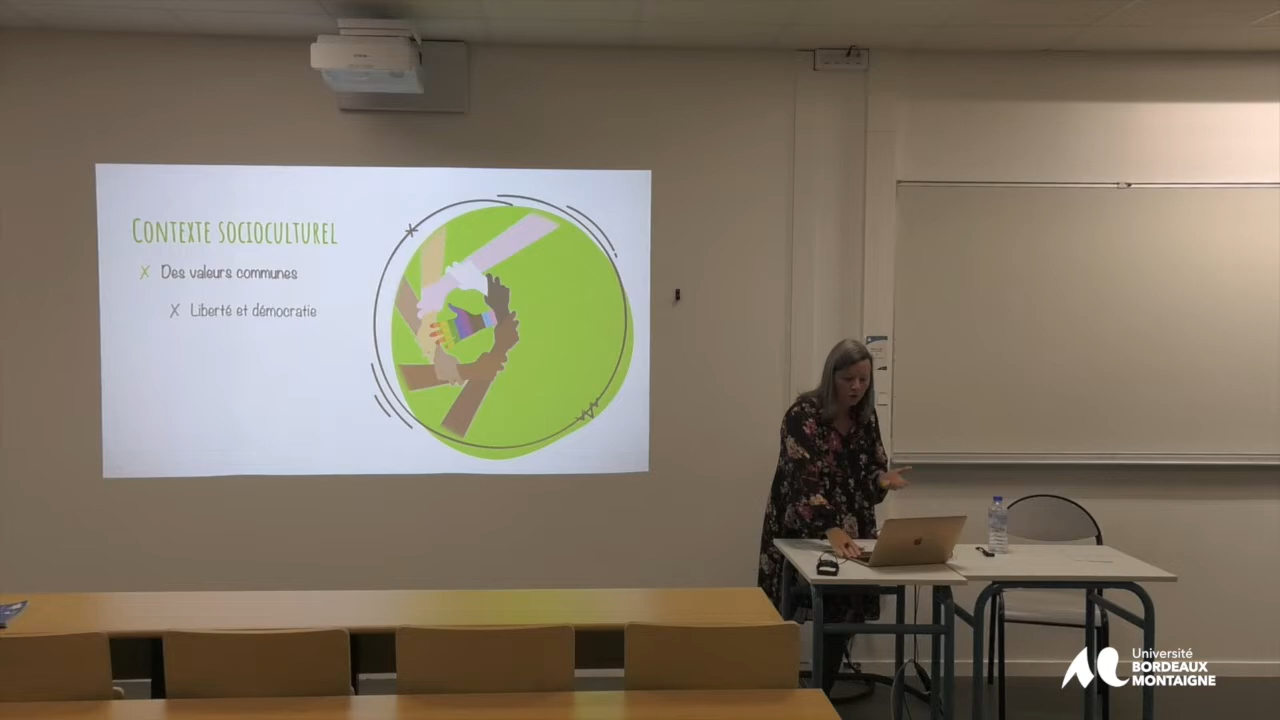 CONTEXTE SOCIOCULTUREL
X Des valeurs communes
X Liberté et démocratie
Université
BORDEAUX
MONTAIGNE